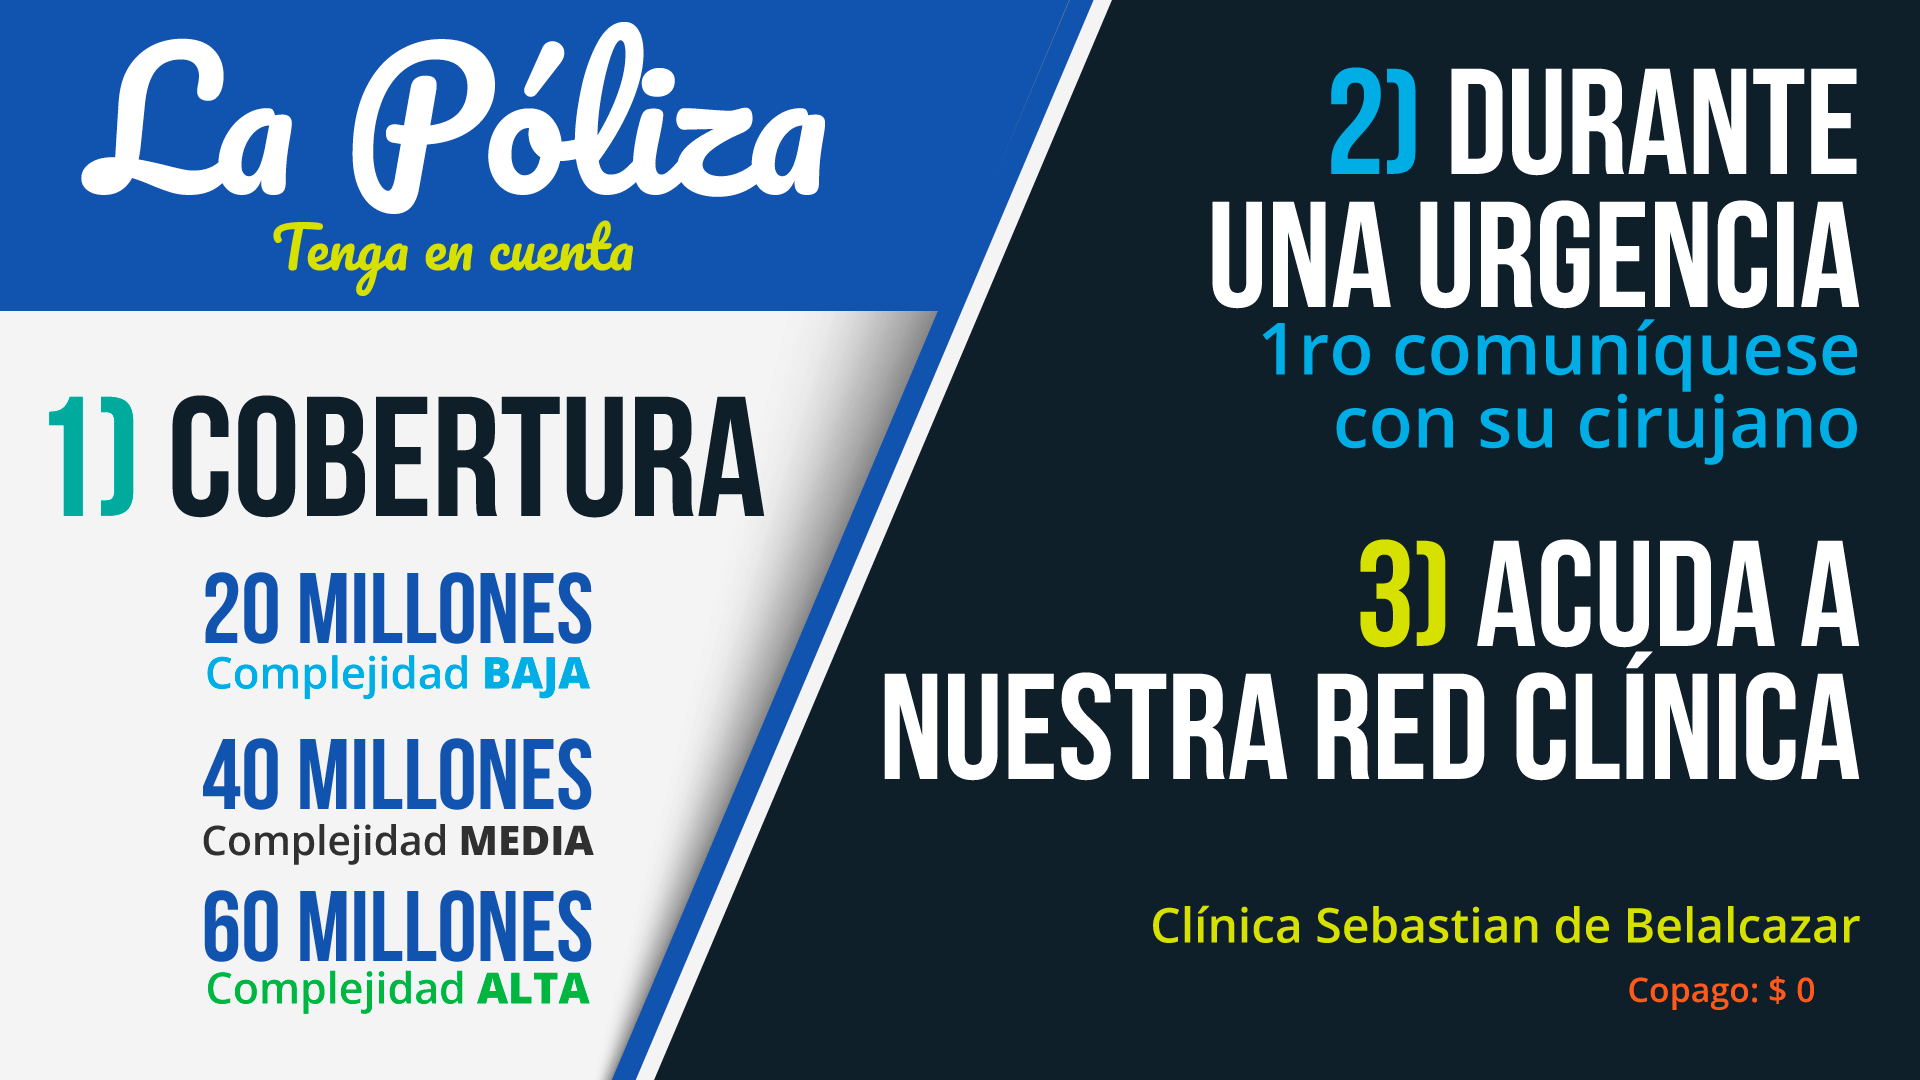 La Póliza
Tenga en cuenta
1) COBERTURA
20 MILLONES
Complejidad BAJA
40 MILLONES
Complejidad MEDIA
60 MILLONES
Complejidad ALTA
2) DURANTE
UNA URGENCIA
1ro comuníquese
con su cirujano
3) ACUDA A
NUESTRA RED CLÍNICA
Clínica Sebastian de Belalcazar
Copago: $ 0